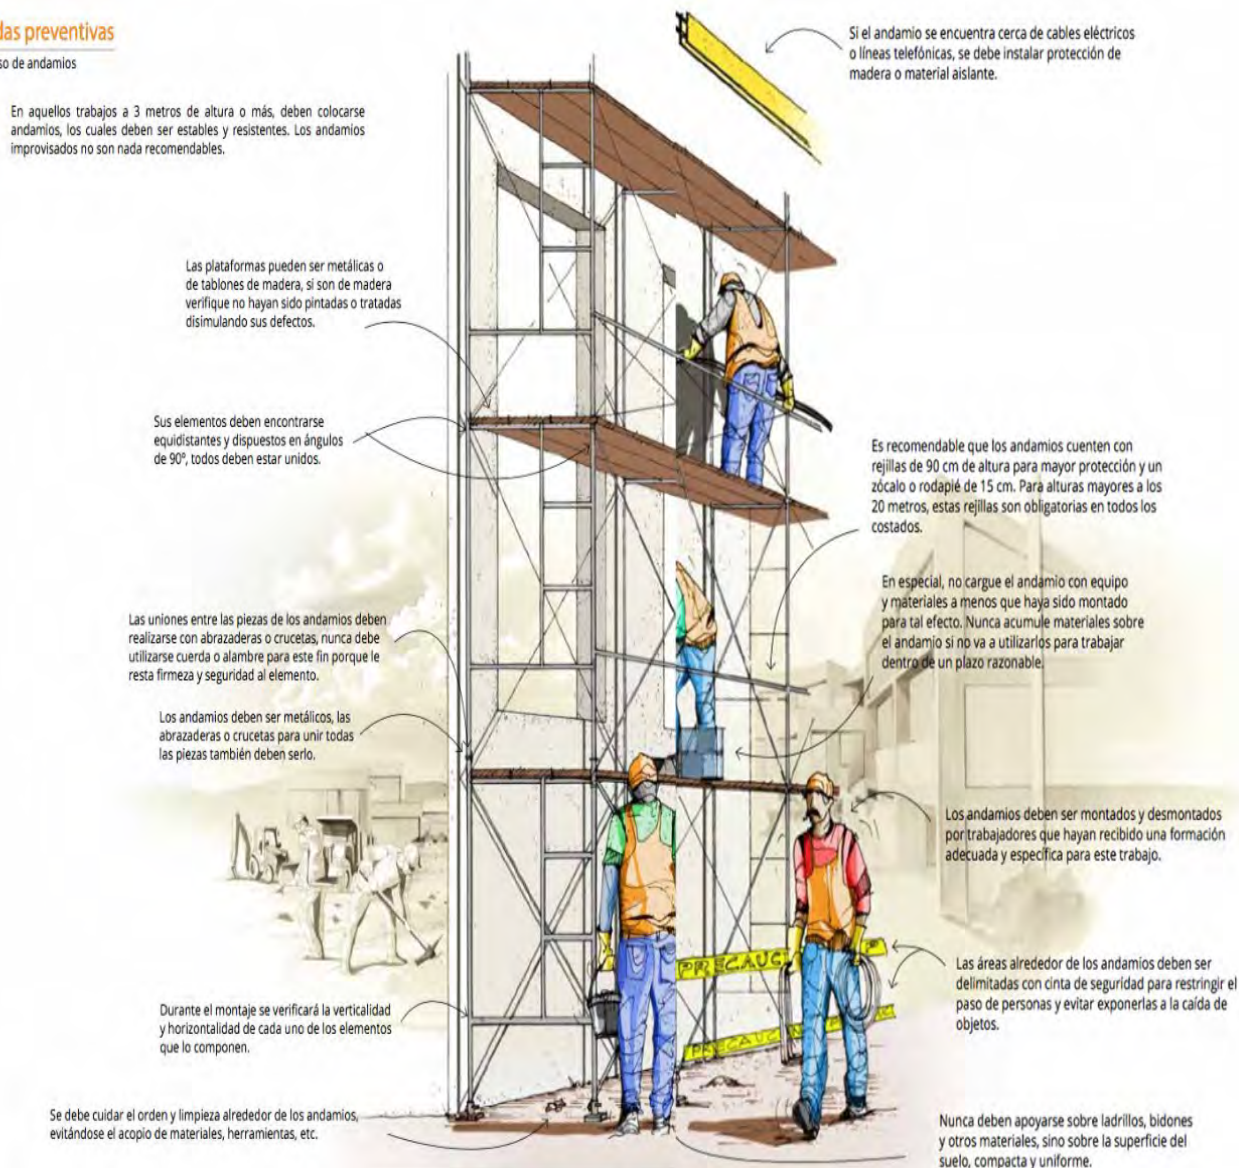 das preventivas
so de andamios
En aquellos trabajos a 3 metros de altura o más, deben colocarse
andamios, los cuales deben ser estables y resistentes. Los andamios
improvisados no son nada recomendables.
Si el andamio se encuentra cerca de cables eléctricos
o líneas telefónicas, se debe instalar protección de
madera o material aislante.
Las plataformas pueden ser metálicas o
de tablones de madera, si son de madera
verifique no hayan sido pintadas o tratadas
disimulando sus defectos.
Sus elementos deben encontrarse
equidistantes y dispuestos en ángulos
de 90º, todos deben estar unidos.
Es recomendable que los andamios cuenten con
rejillas de 90 cm de altura para mayor protección y un
zócalo o rodapié de 15 cm. Para alturas mayores a los
20 metros, estas rejillas son obligatorias en todos los
costados.
En especial, no cargue el andamio con equipo
y materiales a menos que haya sido montado
para tal efecto. Nunca acumule materiales sobre
el andamio si no va a utilizarlos para trabajar
dentro de un plazo razonable.
Las uniones entre las piezas de los andamios deben
realizarse con abrazaderas o crucetas, nunca debe
utilizarse cuerda o alambre para este fin porque le
resta firmeza y seguridad al elemento.
Los andamios deben ser metálicos, las
abrazaderas o crucetas para unir todas
las piezas también deben serlo.
Los andamios deben ser montados y desmontados
por trabajadores que hayan recibido una formación
adecuada y específica para este trabajo.
PRECAUC P
PRECAUC
Las áreas alrededor de los andamios deben ser
delimitadas con cinta de seguridad para restringir el
paso de personas y evitar exponerlas a la caída de
objetos.
Durante el montaje se verificará la verticalidad
y horizontalidad de cada uno de los elementos
que lo componen.
Se debe cuidar el orden y limpieza alrededor de los andamios,
evitándose el acopio de materiales, herramientas, etc.
Nunca deben apoyarse sobre ladrillos, bidones
y otros materiales, sino sobre la superficie del
suelo, compacta y uniforme.